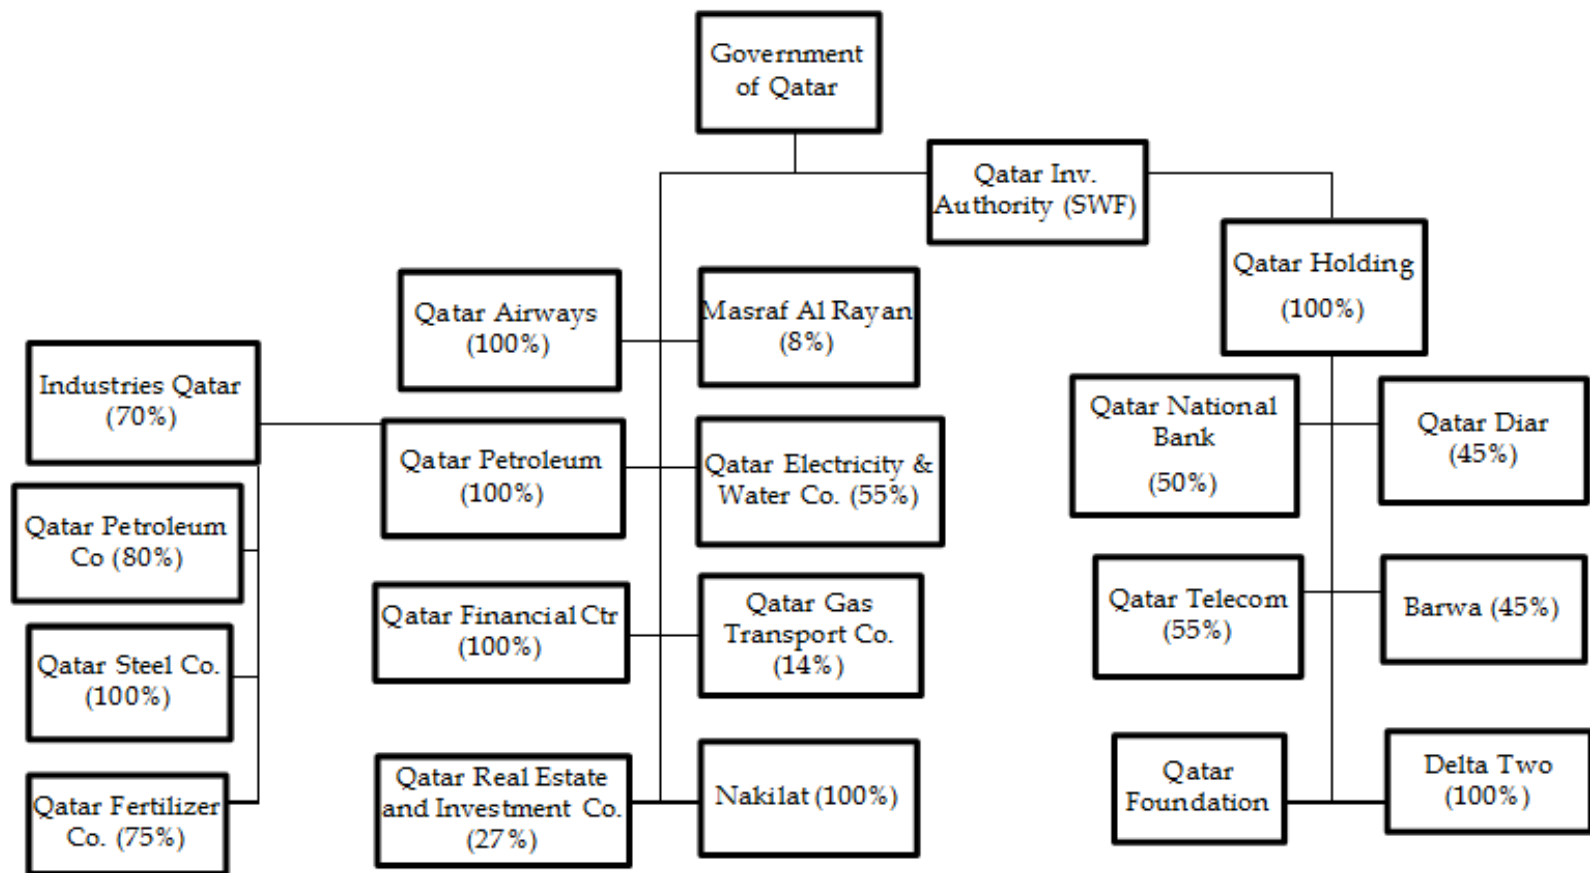 Government
of Qatar
Qatar Inv.
Authority (SWF)
Qatar Holding
(100%)
Qatar Airways
(100%)
Masraf Al Rayan
(8%)
Industries Qatar
(70%)
Qatar National
Bank
(50%)
Qatar Diar
(45%)
Qatar Petroleum
(100%)
Qatar Electricity &
Water Co. (55%)
Qatar Petroleum
Co (80%)
Qatar Financial Ctr
(100%)
Qatar Gas
Transport Co.
(14%)
Qatar Telecom
(55%)
Barwa (45%)
Qatar Steel Co.
(100%)
Qatar Real Estate
and Investment Co.
(27%)
Nakilat (100%)
Qatar
Foundation
Delta Two
(100%)
Qatar Fertilizer
Co. (75%)